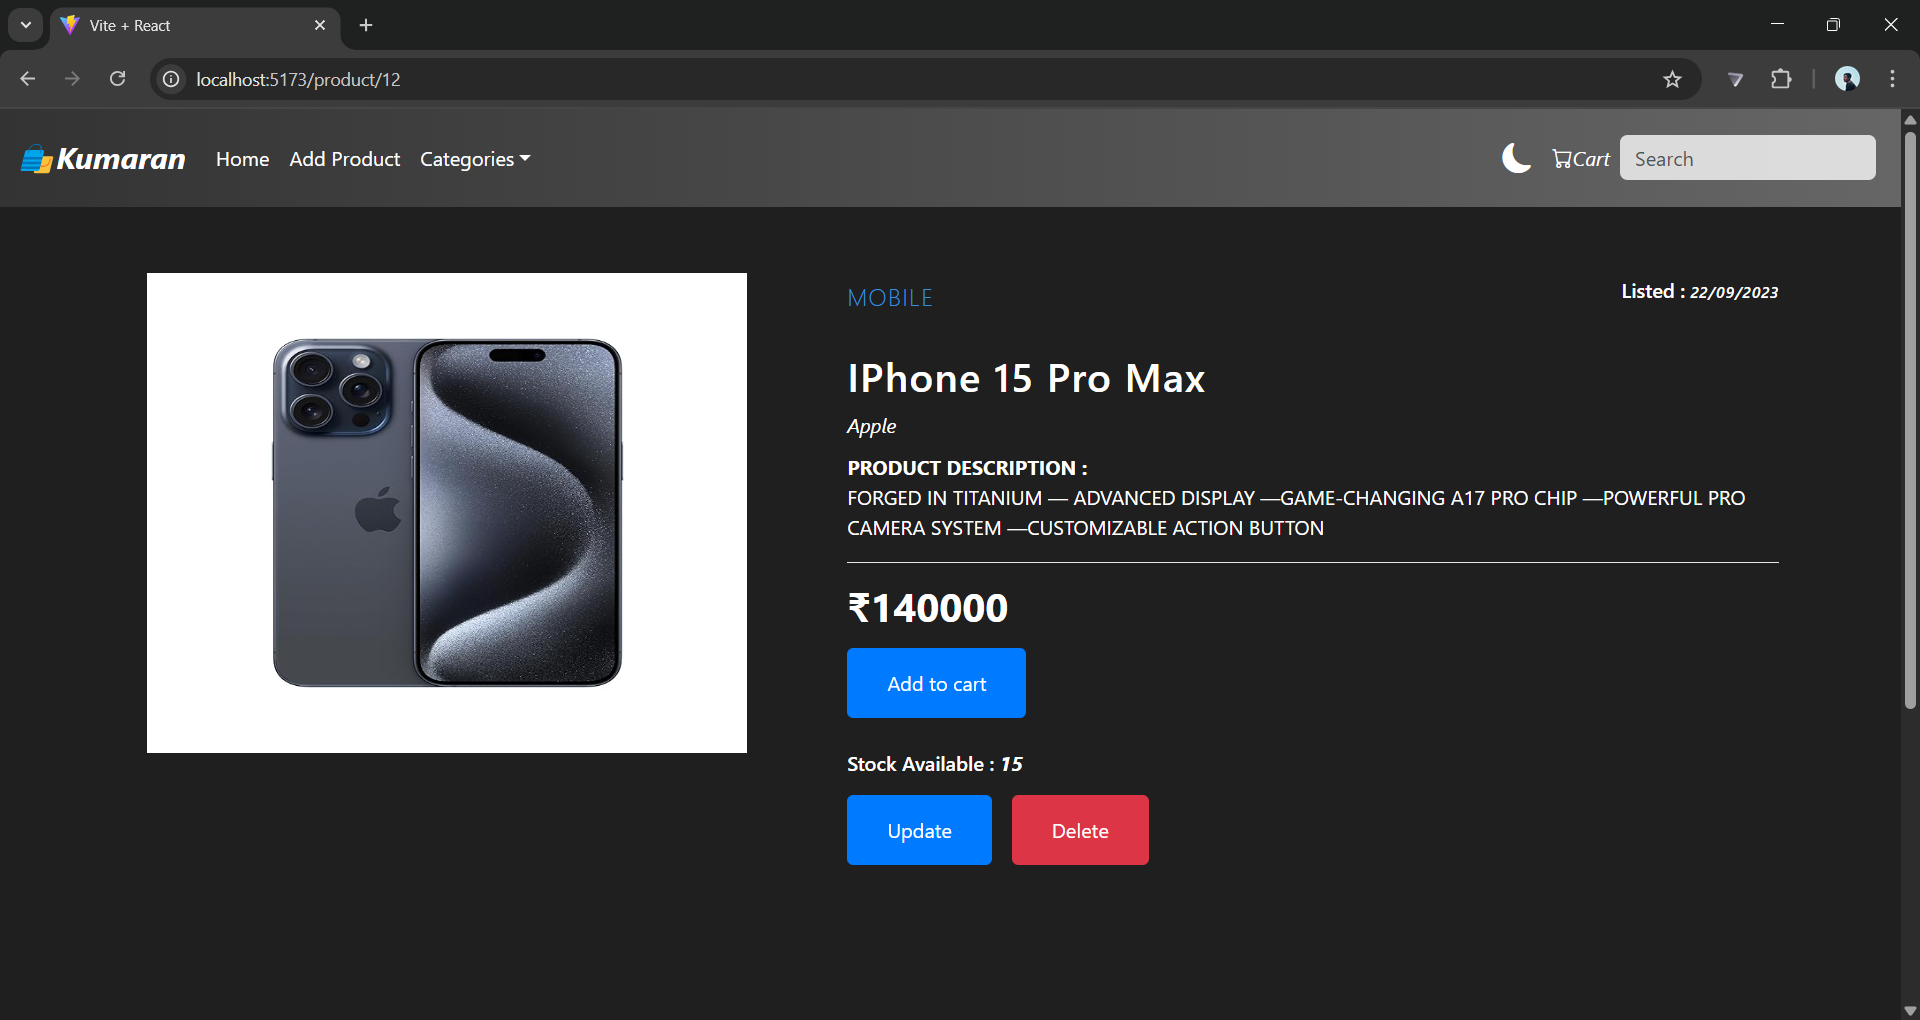 Vite + React
localhost:5173/product/12
Kumaran Home Add Product Categories Cart Search
MOBILE
Listed : 22/09/2023
IPhone 15 Pro Max
Apple
PRODUCT DESCRIPTION :
FORGED IN TITANIUM — ADVANCED DISPLAY —GAME-CHANGING A17 PRO CHIP —POWERFUL PRO
CAMERA SYSTEM —CUSTOMIZABLE ACTION BUTTON
₹140000
Add to cart
Stock Available : 15
Update Delete